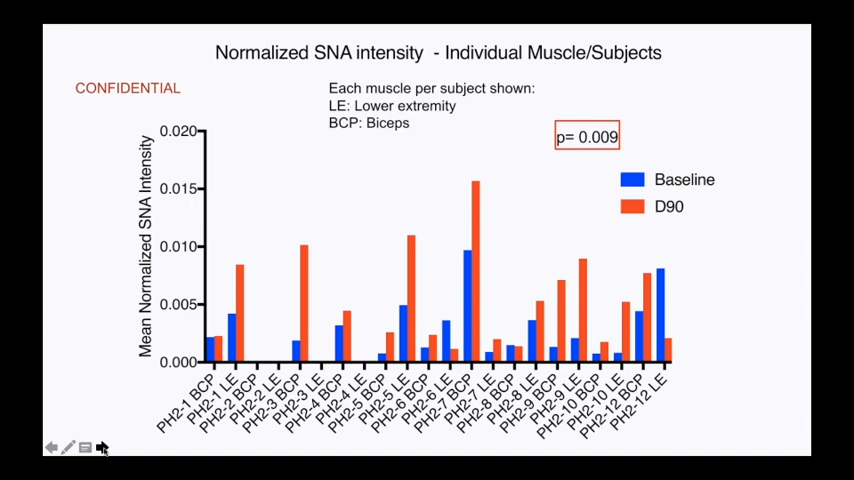 Normalized SNA intensity - Individual Muscle/Subjects
CONFIDENTIAL
Each muscle per subject shown:
LE: Lower extremity
BCP: Biceps
p= 0.009
Baseline
D90
Mean Normalized SNA Intensity
0.020
0.015
0.010
0.005
0.000
PH2-1 BCP
PH2-1 LE
PH2-2 BCP
PH2-2 LE
PH2-3 BCP
PH2-3 LE
PH2-4 BCP
PH2-4 LE
PH2-5 BCP
PH2-5 LE
PH2-6 BCP
PH2-6 LE
PH2-7 BCP
PH2-7 LE
PH2-8 BCP
PH2-8 LE
PH2-9 BCP
PH2-9 LE
PH2-10 BCP
PH2-10 LE
PH2-12 BCP
PH2-12 LE